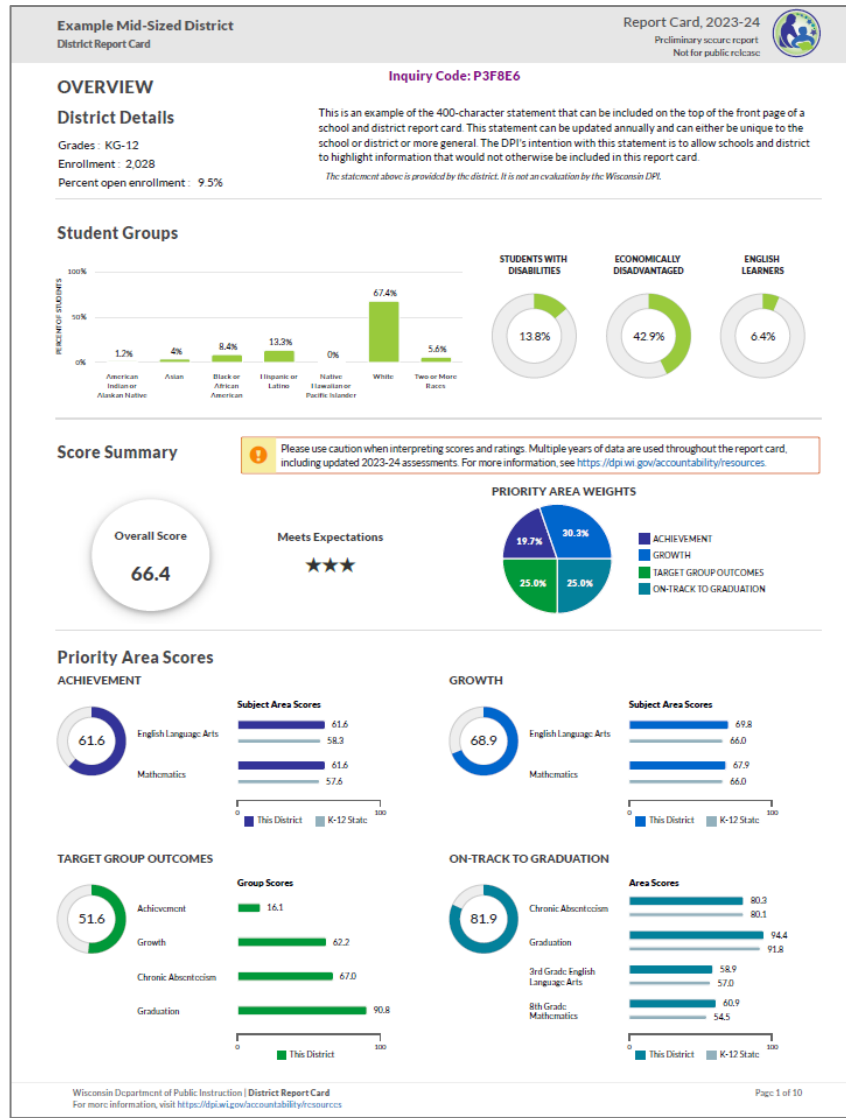 Example Mid-Sized District
District Report Card
Report Card, 2023-24
Preliminary secure report
Not for public release
OVERVIEW
Inquiry Code: P3F8E6
District Details
Grades : KG-12
Enrollment : 2,028
Percent open enrollment : 9.5%
This is an example of the 400-character statement that can be included on the top of the front page of a
school and district report card. This statement can be updated annually and can either be unique to the
school or district or more general. The DPI's intention with this statement is to allow schools and district
to highlight information that would not otherwise be included in this report card.
The statement above is provided by the district. It is not an evaluation by the Wisconsin DPI.
Student Groups
PERCENT OF STUDENTS
100%
50%
0%
1.2%
4%
8.4%
13.3%
0%
67.4%
5.6%
American
Indian or
Alaskan Native
Asian
Black or
African
American
Hispanic or
Latino
Native
Hawaiian or
Pacific Islander
White
Two or More
Races
STUDENTS WITH
DISABILITIES
13.8%
ECONOMICALLY
DISADVANTAGED
42.9%
ENGLISH
LEARNERS
6.4%
Score Summary
Please use caution when interpreting scores and ratings. Multiple years of data are used throughout the report card,
including updated 2023-24 assessments. For more information, see https://dpi.wi.gov/accountability/resources.
Overall Score
66.4
Meets Expectations
★★★
PRIORITY AREA WEIGHTS
19.7%
30.3%
25.0%
25.0%
ACHIEVEMENT
GROWTH
TARGET GROUP OUTCOMES
ON-TRACK TO GRADUATION
Priority Area Scores
ACHIEVEMENT
61.6
Subject Area Scores
English Language Arts
61.6
58.3
Mathematics
61.6
57.6
0
100
This District
K-12 State
GROWTH
68.9
Subject Area Scores
English Language Arts
69.8
66.0
Mathematics
67.9
66.0
0
100
This District
K-12 State
TARGET GROUP OUTCOMES
51.6
Group Scores
Achievement
16.1
Growth
62.2
Chronic Absenteeism
67.0
Graduation
90.8
0
100
This District
ON-TRACK TO GRADUATION
81.9
Area Scores
Chronic Absenteeism
80.3
80.1
Graduation
94.4
91.8
3rd Grade English
Language Arts
58.9
57.0
8th Grade
Mathematics
60.9
54.5
0
100
This District
K-12 State
Wisconsin Department of Public Instruction | District Report Card
For more information, visit https://dpi.wi.gov/accountability/resources
Page 1 of 10